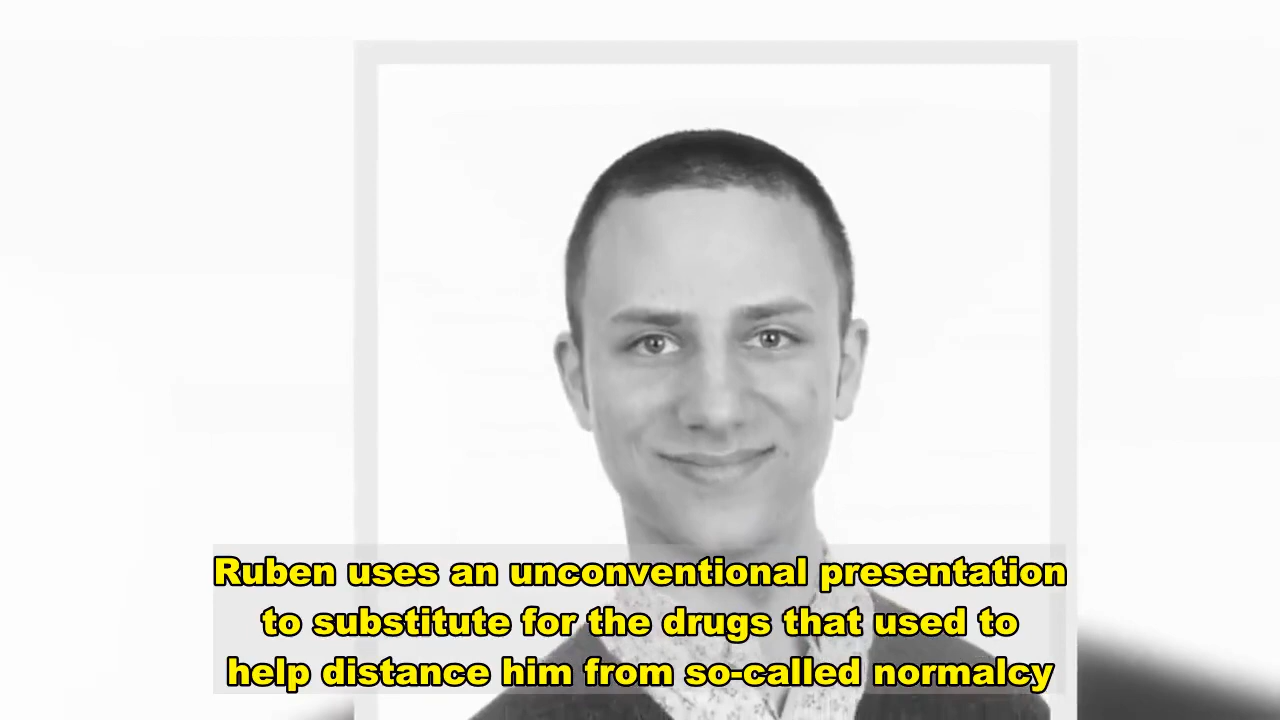 Ruben uses an unconventional presentation
to substitute for the drugs that used to
help distance him from so-called normalcy